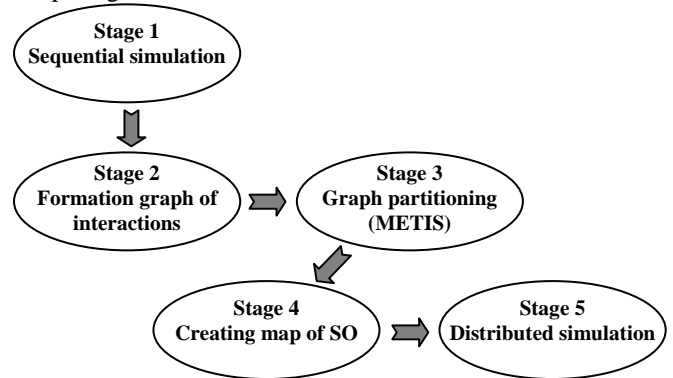 Stage 1
Sequential simulation
Stage 2
Formation graph of
interactions
Stage 3
Graph partitioning
(METIS)
Stage 4
Creating map of SO
Stage 5
Distributed simulation